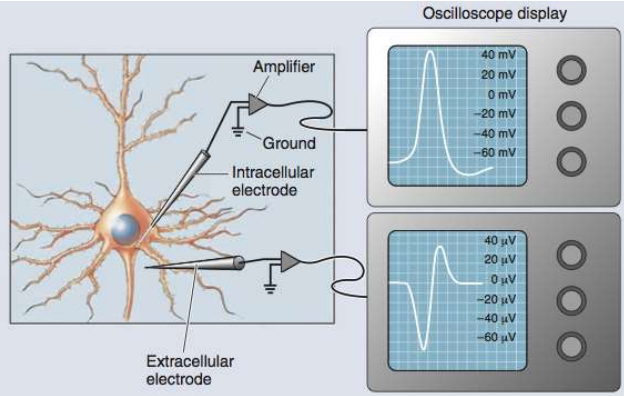 Oscilloscope display
Amplifier
Ground
Intracellular
electrode
40 mV
20 mV
0 mV
−20 mV
−40 mV
−60 mV
40 μV
20 μV
0 μV
−20 μV
−40 μV
−60 μV
Extracellular
electrode